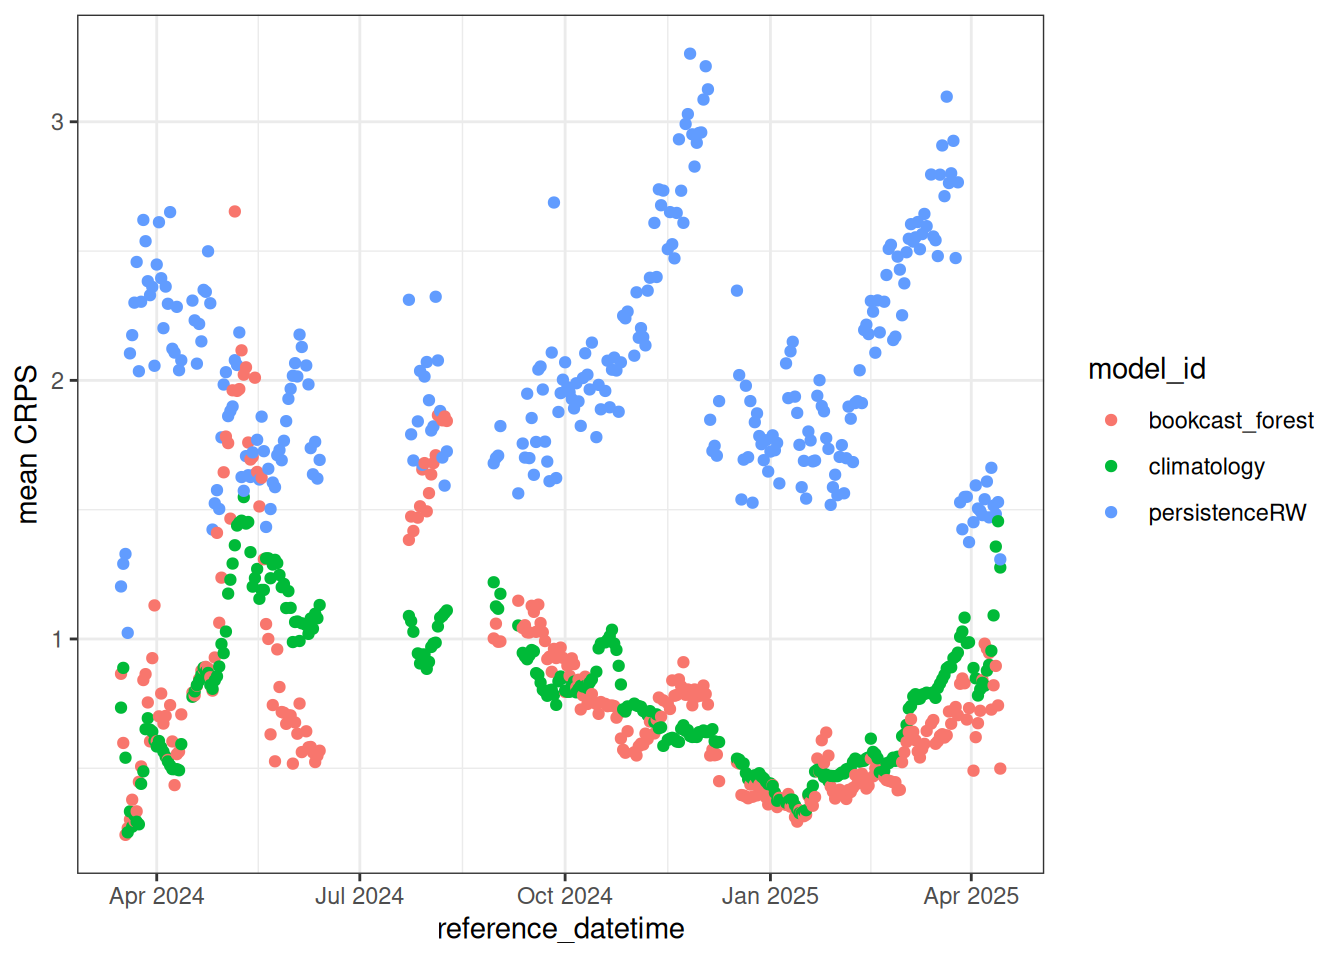 3
2
1
mean CRPS
Apr 2024
Jul 2024
Oct 2024
Jan 2025
Apr 2025
reference_datetime
model_id
bookcast_forest
climatology
persistenceRW